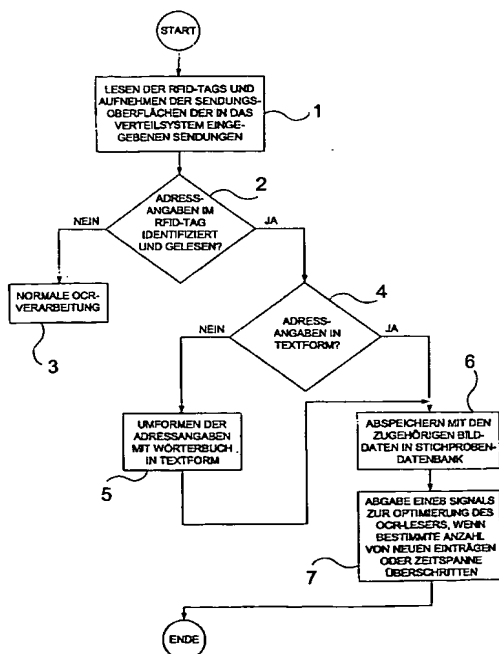 START
LESEN DER RFID-TAGS UND
AUFNEHMEN DER SENDUNGS-
OBERFLÄCHEN DER IN DAS
VERTEILSYSTEM EINGE-
GEBENEN SENDUNGEN
1
2
ADRESS-
ANGABEN IM
RFID-TAG
IDENTIFIZIERT
UND GELESEN?
NEIN
JA
NORMALE OCR-
VERARBEITUNG
3
4
ADRESS-
ANGABEN IN
TEXTFORM?
NEIN
JA
UMFORMEN DER
ADRESSANGABEN
MIT WÖRTERBUCH
IN TEXTFORM
5
6
ABSPEICHERN MIT DEN
ZUGEHÖRIGEN BILD-
DATEN IN STICHPROBEN-
DATENBANK
ABGABE EINES SIGNALS
ZUR OPTIMIERUNG DES
OCR-LESERS, WENN
BESTIMMTE ANZAHL
VON NEUEN EINTRÄGEN
ODER ZEITSPANNE
ÜBERSCHRITTEN
7
ENDE